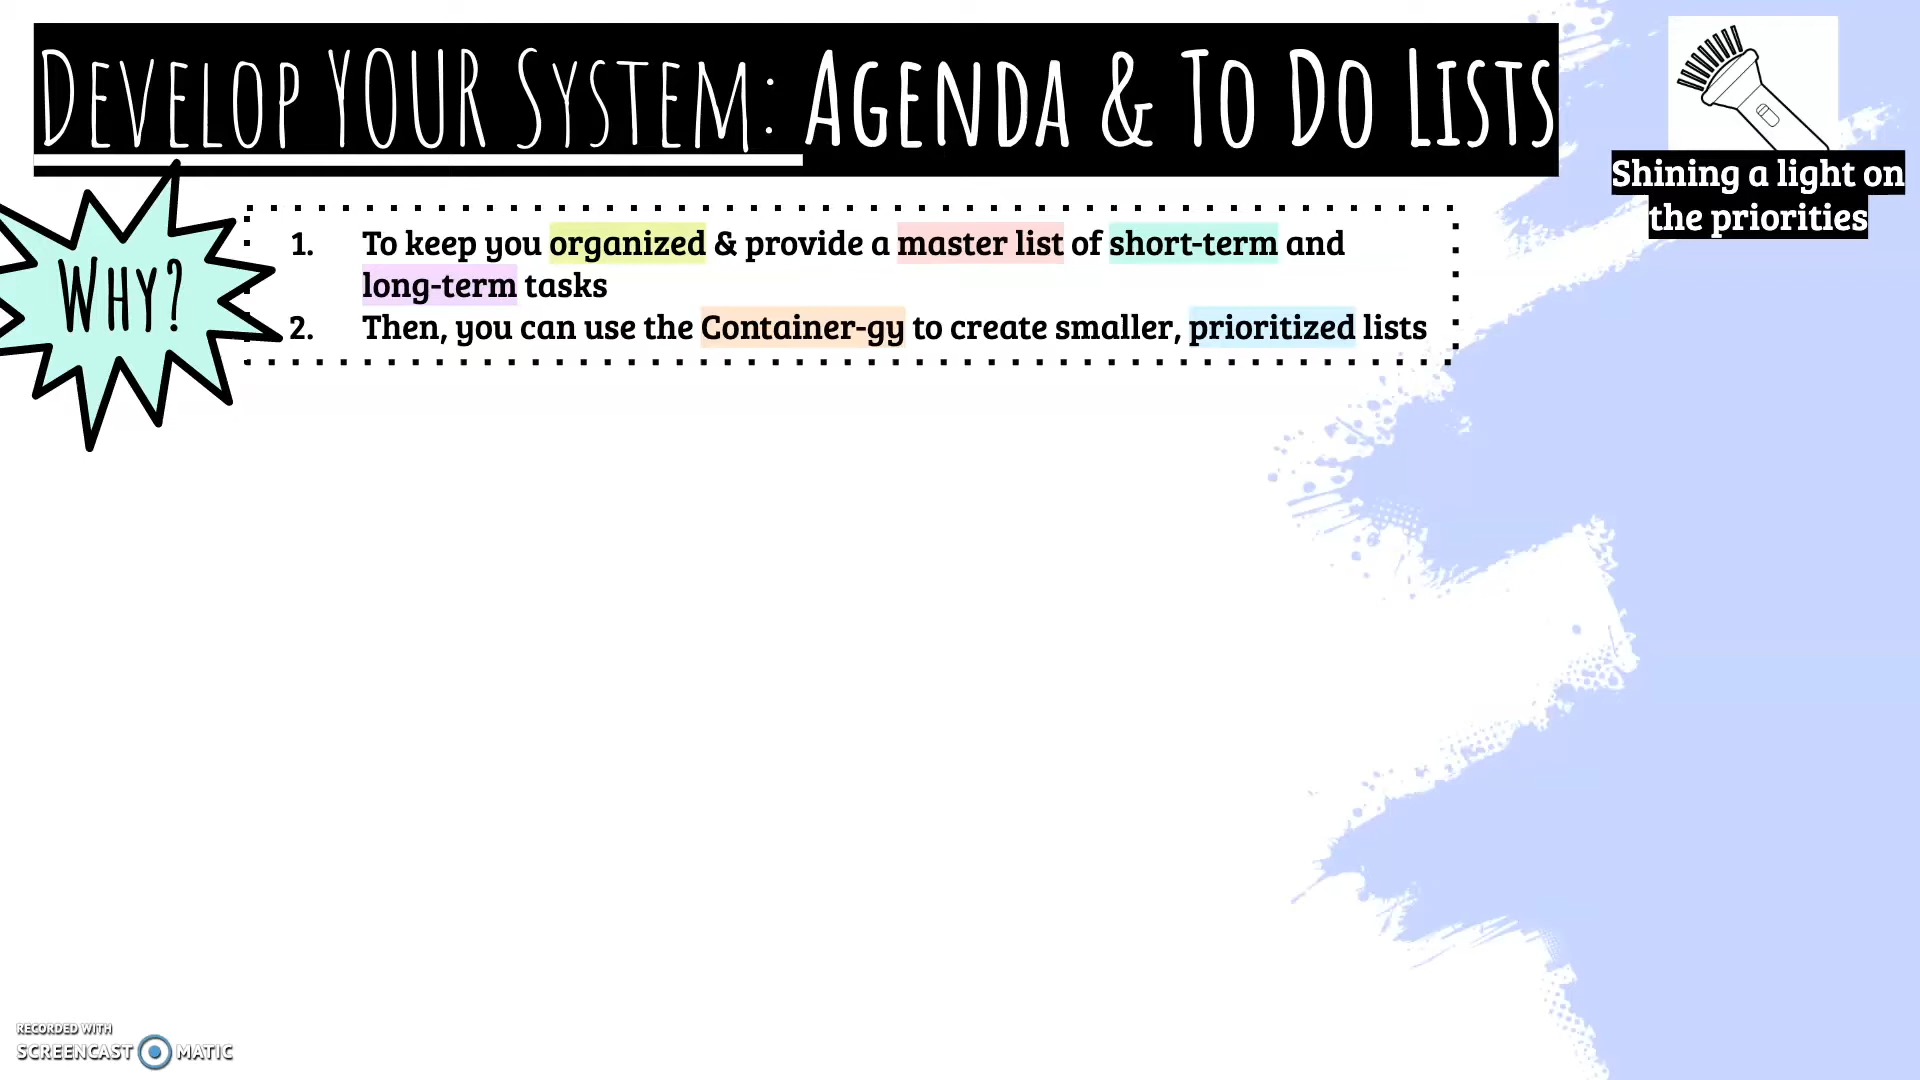 Develop YOUR System: Agenda & To Do Lists
Shining a light on
the priorities
Why?
1. To keep you organized & provide a master list of short-term and
long-term tasks
2. Then, you can use the Container-gy to create smaller, prioritized lists
RECORDED WITH
SCREENCAST MATIC